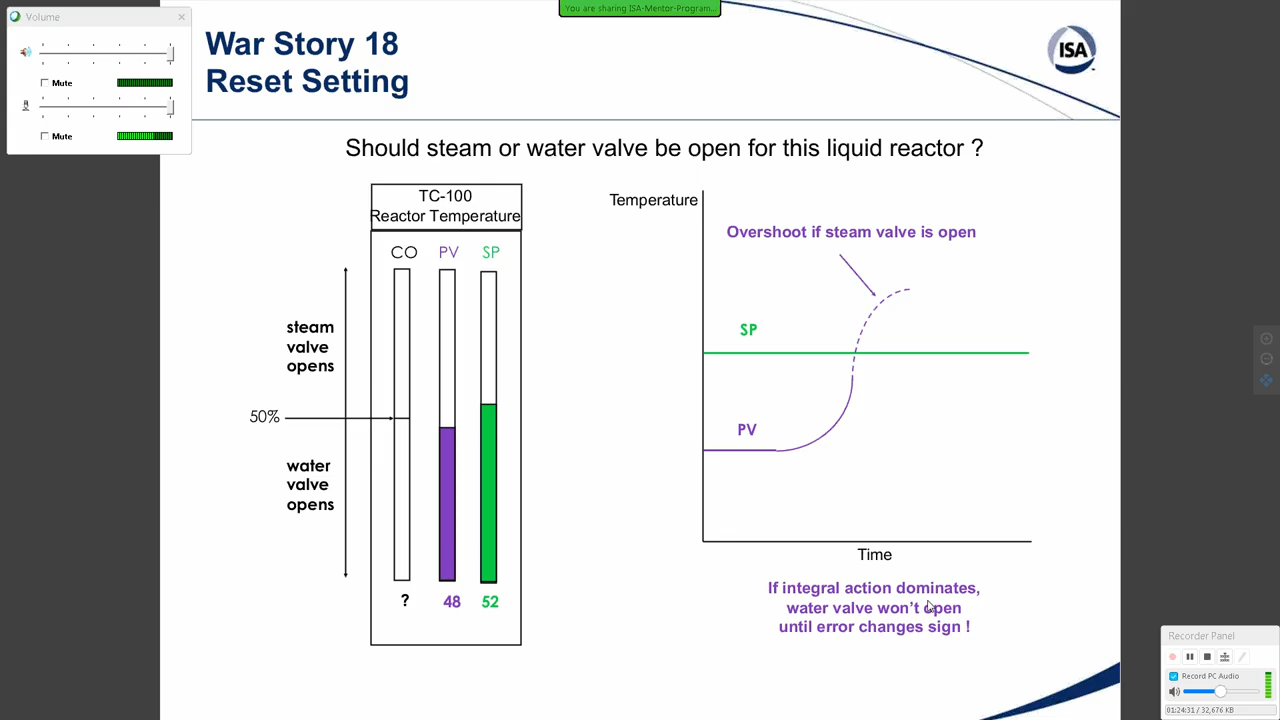 Volume
Mute
Mute
You are sharing ISA-Mentor-Program...
War Story 18
Reset Setting
ISA
Should steam or water valve be open for this liquid reactor ?
TC-100
Reactor Temperature
CO PV SP
steam
valve
opens
50%
water
valve
opens
? 48 52
Temperature
Overshoot if steam valve is open
SP
PV
Time
If integral action dominates,
water valve won't open
until error changes sign !
Recorder Panel
Record PC Audio
01:24:31 / 32,676 KB